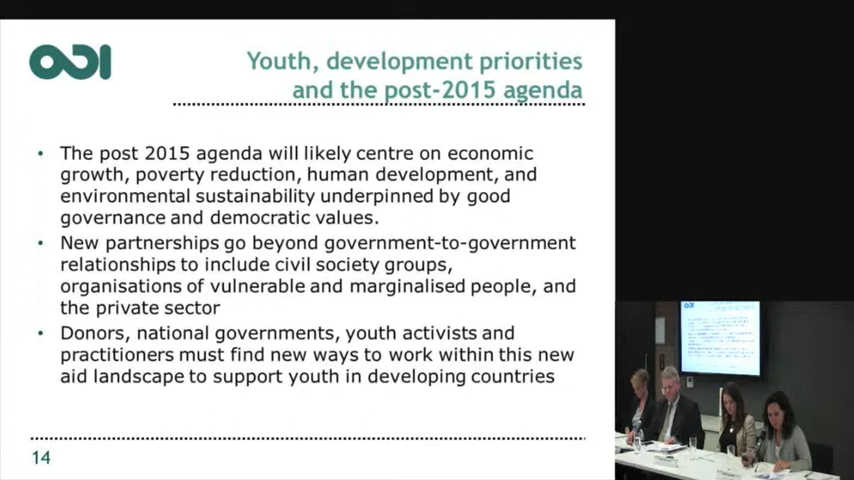 ODI
Youth, development priorities
and the post-2015 agenda
• The post 2015 agenda will likely centre on economic
growth, poverty reduction, human development, and
environmental sustainability underpinned by good
governance and democratic values.
• New partnerships go beyond government-to-government
relationships to include civil society groups,
organisations of vulnerable and marginalised people, and
the private sector
• Donors, national governments, youth activists and
practitioners must find new ways to work within this new
aid landscape to support youth in developing countries
14